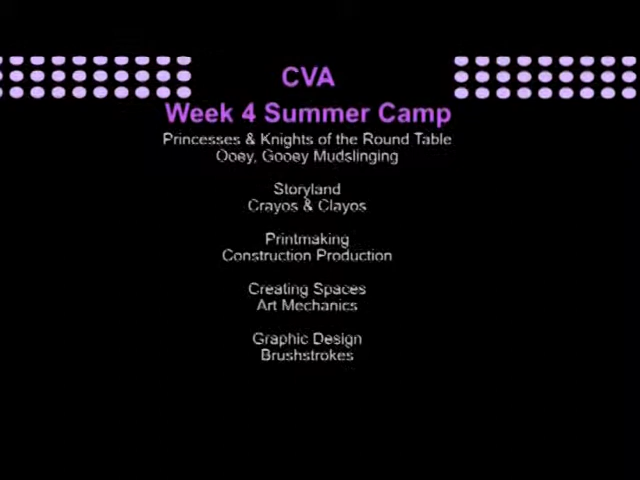 CVA
Week 4 Summer Camp
Princesses & Knights of the Round Table
Ooey, Gooey Mudslinging
Storyland
Crayos & Clayos
Printmaking
Construction Production
Creating Spaces
Art Mechanics
Graphic Design
Brushstrokes